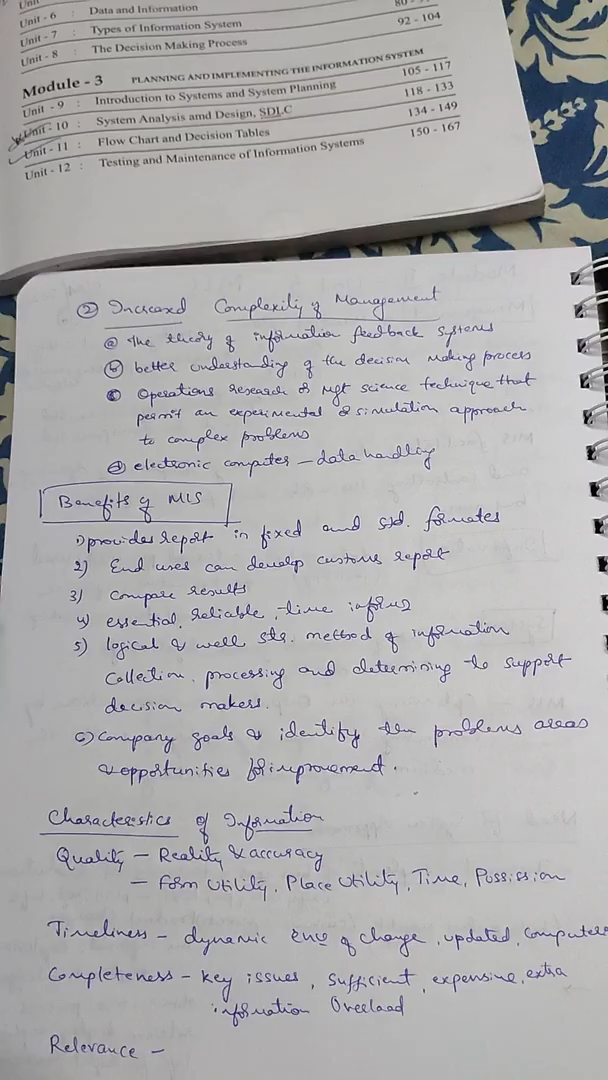 Unit
Unit - 6 : Data and Information 80 -
Unit - 7 : Types of Information System 92 - 104
Unit - 8 : The Decision Making Process
Module - 3 PLANNING AND IMPLEMENTING THE INFORMATION SYSTEM
Unit - 9 : Introduction to Systems and System Planning 105 - 117
Unit - 10 : System Analysis amd Design, SDLC 118 - 133
Unit - 11 : Flow Chart and Decision Tables 134 - 149
Unit - 12 : Testing and Maintenance of Information Systems 150 - 167
② Increased Complexity of Management
ⓐ the theory of information feedback systems
ⓑ better understanding of the decision making process
ⓒ Operations research & mgt science technique that
permit an experimental & simulation approach
to complex problems
ⓓ electronic computer – data handling
Benefits of MIS
1) provides report in fixed and std. formates
2) End uses can develop customs report
3) Compare results
4) essential, reliable, time
5) logical & well str. method of information
Collection, processing and determining to support
decision makers.
6) Company goals & identify the problems areas
& opportunities for improvement.
Characteristics of Information
Quality – Reality & accuracy
– Form Utility, Place Utility, Time, Possission
Timeliness – dynamic of change, updated, computer
Completeness – key issues, sufficient, expensive, extra
information Overlaad
Relevance –